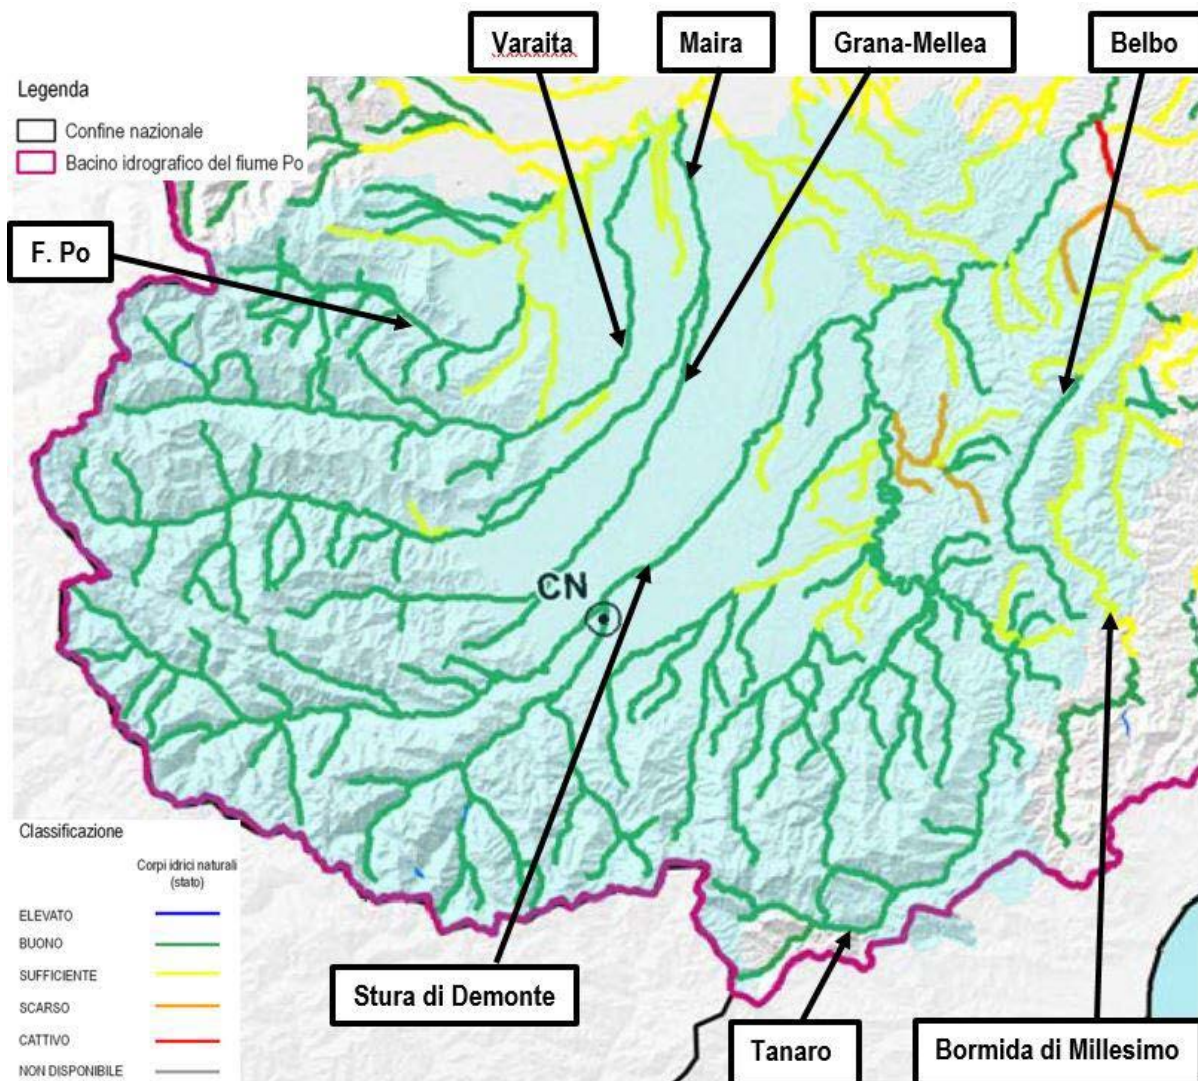 Varaita
Maira
Grana-Mellea
Belbo
Legenda
Confine nazionale
Bacino idrografico del fiume Po
F. Po
CN
Classificazione
Corpi idrici naturali
(stato)
ELEVATO
BUONO
SUFFICIENTE
SCARSO
CATTIVO
NON DISPONIBILE
Stura di Demonte
Tanaro
Bormida di Millesimo